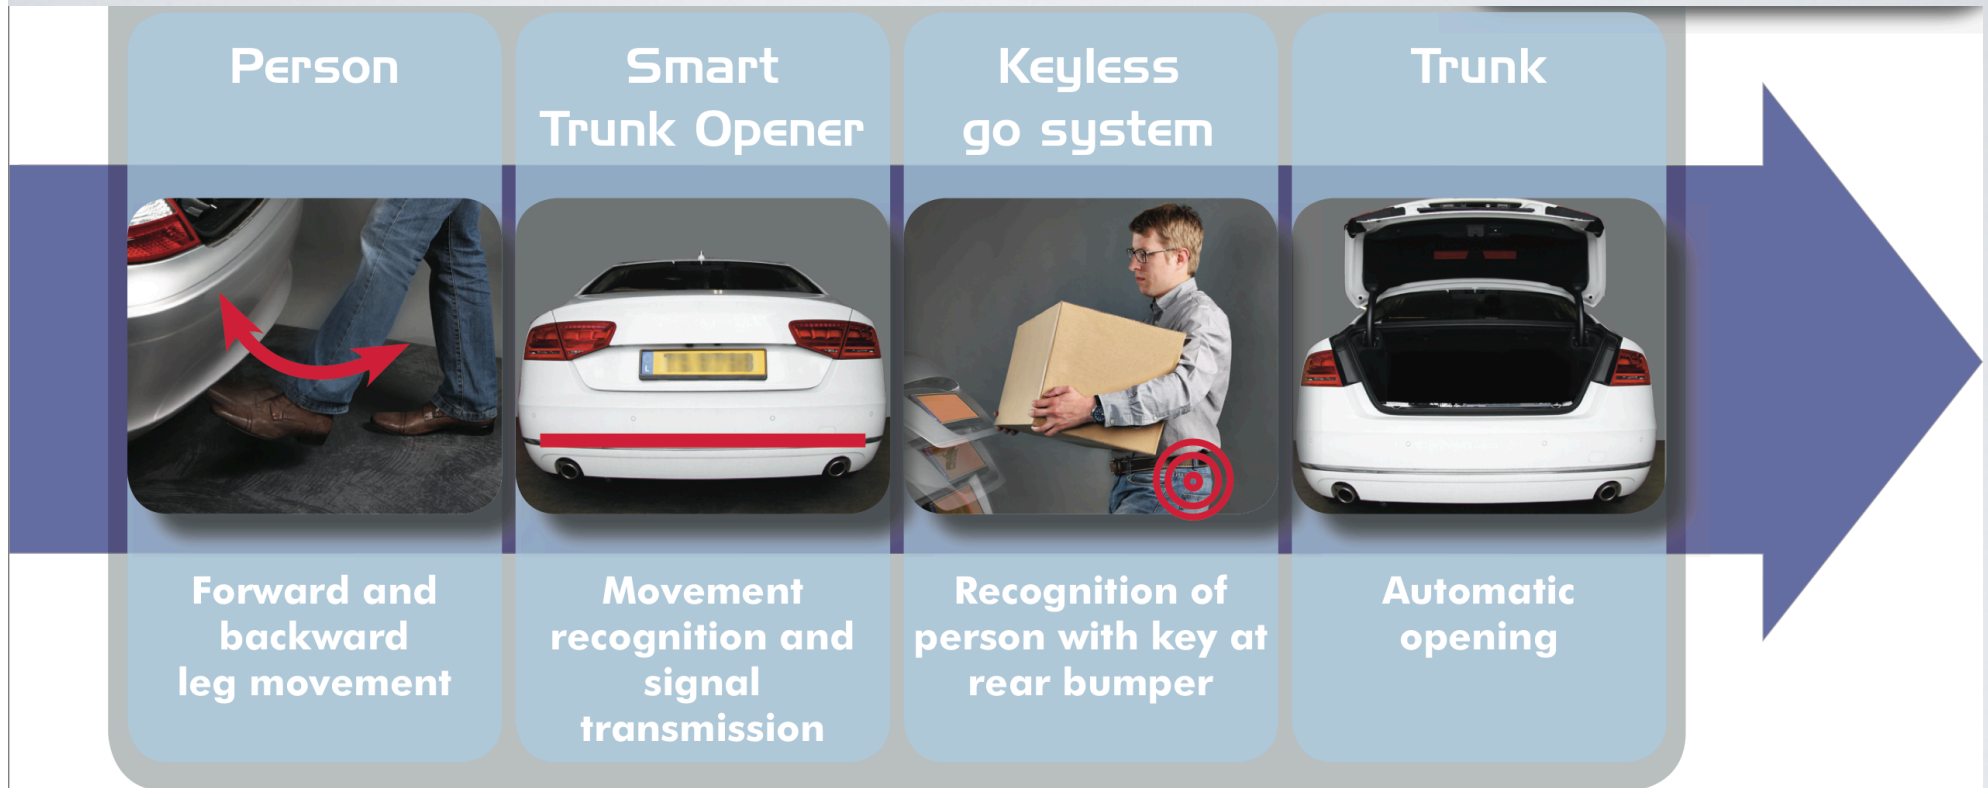 Person
Forward and
backward
leg movement
Smart
Trunk Opener
L
Movement
recognition and
signal
transmission
Keyless
go system
Recognition of
person with key at
rear bumper
Trunk
Automatic
opening